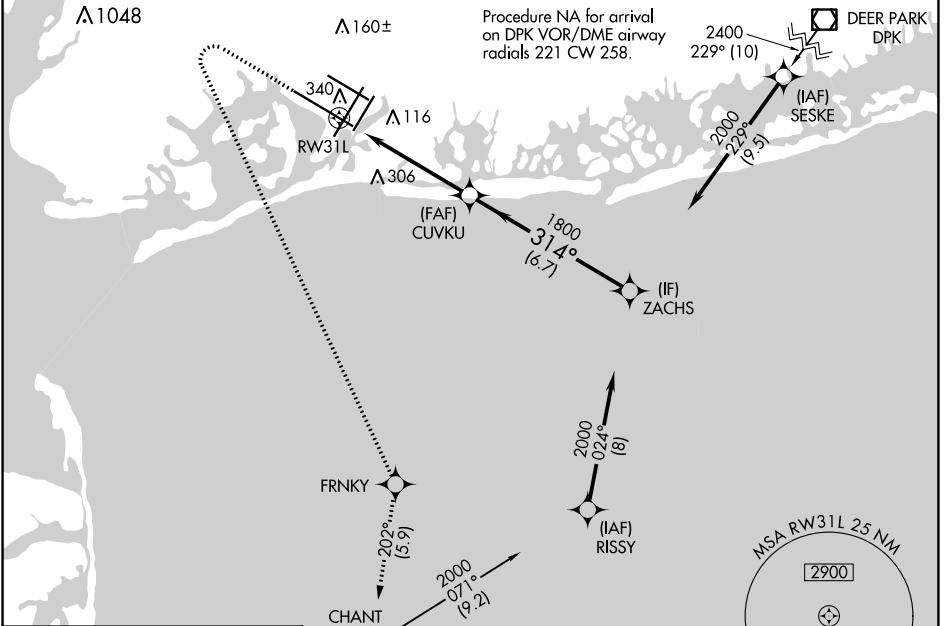 1048
160±
Procedure NA for arrival
on DPK VOR/DME airway
radials 221 CW 258.
2400
229° (10)
DEER PARK
DPK
(IAF)
SESKE
2000
229°
(9.5)
340
116
RW31L
306
(FAF)
CUVKU
1800
314°
(6.7)
(IF)
ZACHS
2000
024°
(8)
FRNKY
(IAF)
RISSY
202°
(5.9)
2000
071°
(9.2)
CHANT
MSA RW31L 25 NM
2900